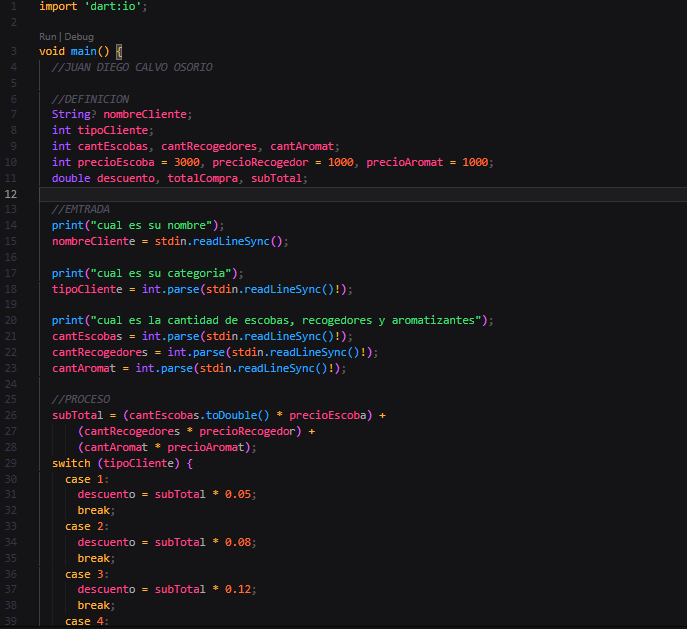 1 import 'dart:io';
2
Run | Debug
3 void main() {
4 //JUAN DIEGO CALVO OSORIO
5
6 //DEFINICION
7 String? nombreCliente;
8 int tipoCliente;
9 int cantEscobas, cantRecogedores, cantAromat;
10 int precioEscoba = 3000, precioRecogedor = 1000, precioAromat = 1000;
11 double descuento, totalCompra, subTotal;
12
13 //EMTRADA
14 print("cual es su nombre");
15 nombreCliente = stdin.readLineSync();
16
17 print("cual es su categoria");
18 tipoCliente = int.parse(stdin.readLineSync()!);
19
20 print("cual es la cantidad de escobas, recogedores y aromatizantes");
21 cantEscobas = int.parse(stdin.readLineSync()!);
22 cantRecogedores = int.parse(stdin.readLineSync()!);
23 cantAromat = int.parse(stdin.readLineSync()!);
24
25 //PROCESO
26 subTotal = (cantEscobas.toDouble() * precioEscoba) +
27 (cantRecogedores * precioRecogedor) +
28 (cantAromat * precioAromat);
29 switch (tipoCliente) {
30 case 1:
31 descuento = subTotal * 0.05;
32 break;
33 case 2:
34 descuento = subTotal * 0.08;
35 break;
36 case 3:
37 descuento = subTotal * 0.12;
38 break;
39 case 4: